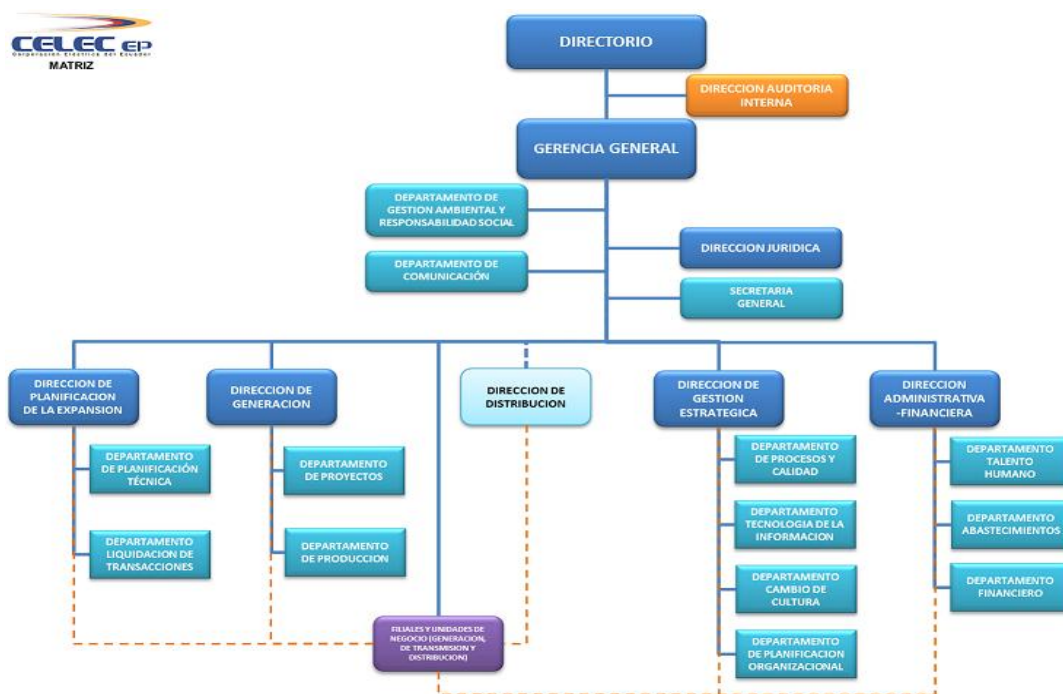 CELEC EP
Corporación Eléctrica del Ecuador
MATRIZ
DIRECTORIO
DIRECCION AUDITORIA
INTERNA
GERENCIA GENERAL
DEPARTAMENTO DE
GESTION AMBIENTAL Y
RESPONSABILIDAD SOCIAL
DIRECCION JURIDICA
DEPARTAMENTO DE
COMUNICACIÓN
SECRETARIA
GENERAL
DIRECCION DE
PLANIFICACION
DE LA EXPANSION
DIRECCION DE
GENERACION
DIRECCION DE
DISTRIBUCION
DIRECCION DE
GESTION
ESTRATEGICA
DIRECCION
ADMINISTRATIVA
-FINANCIERA
DEPARTAMENTO
DE PLANIFICACIÓN
TÉCNICA
DEPARTAMENTO
LIQUIDACION DE
TRANSACCIONES
DEPARTAMENTO
DE PROYECTOS
DEPARTAMENTO
DE PRODUCCION
DEPARTAMENTO
DE PROCESOS Y
CALIDAD
DEPARTAMENTO
TECNOLOGIA DE LA
INFORMACION
DEPARTAMENTO
CAMBIO DE
CULTURA
DEPARTAMENTO
DE PLANIFICACION
ORGANIZACIONAL
DEPARTAMENTO
TALENTO
HUMANO
DEPARTAMENTO
ABASTECIMIENTOS
DEPARTAMENTO
FINANCIERO
FILIALES Y UNIDADES DE
NEGOCIO (GENERACION,
DE TRANSMISION Y
DISTRIBUCION)